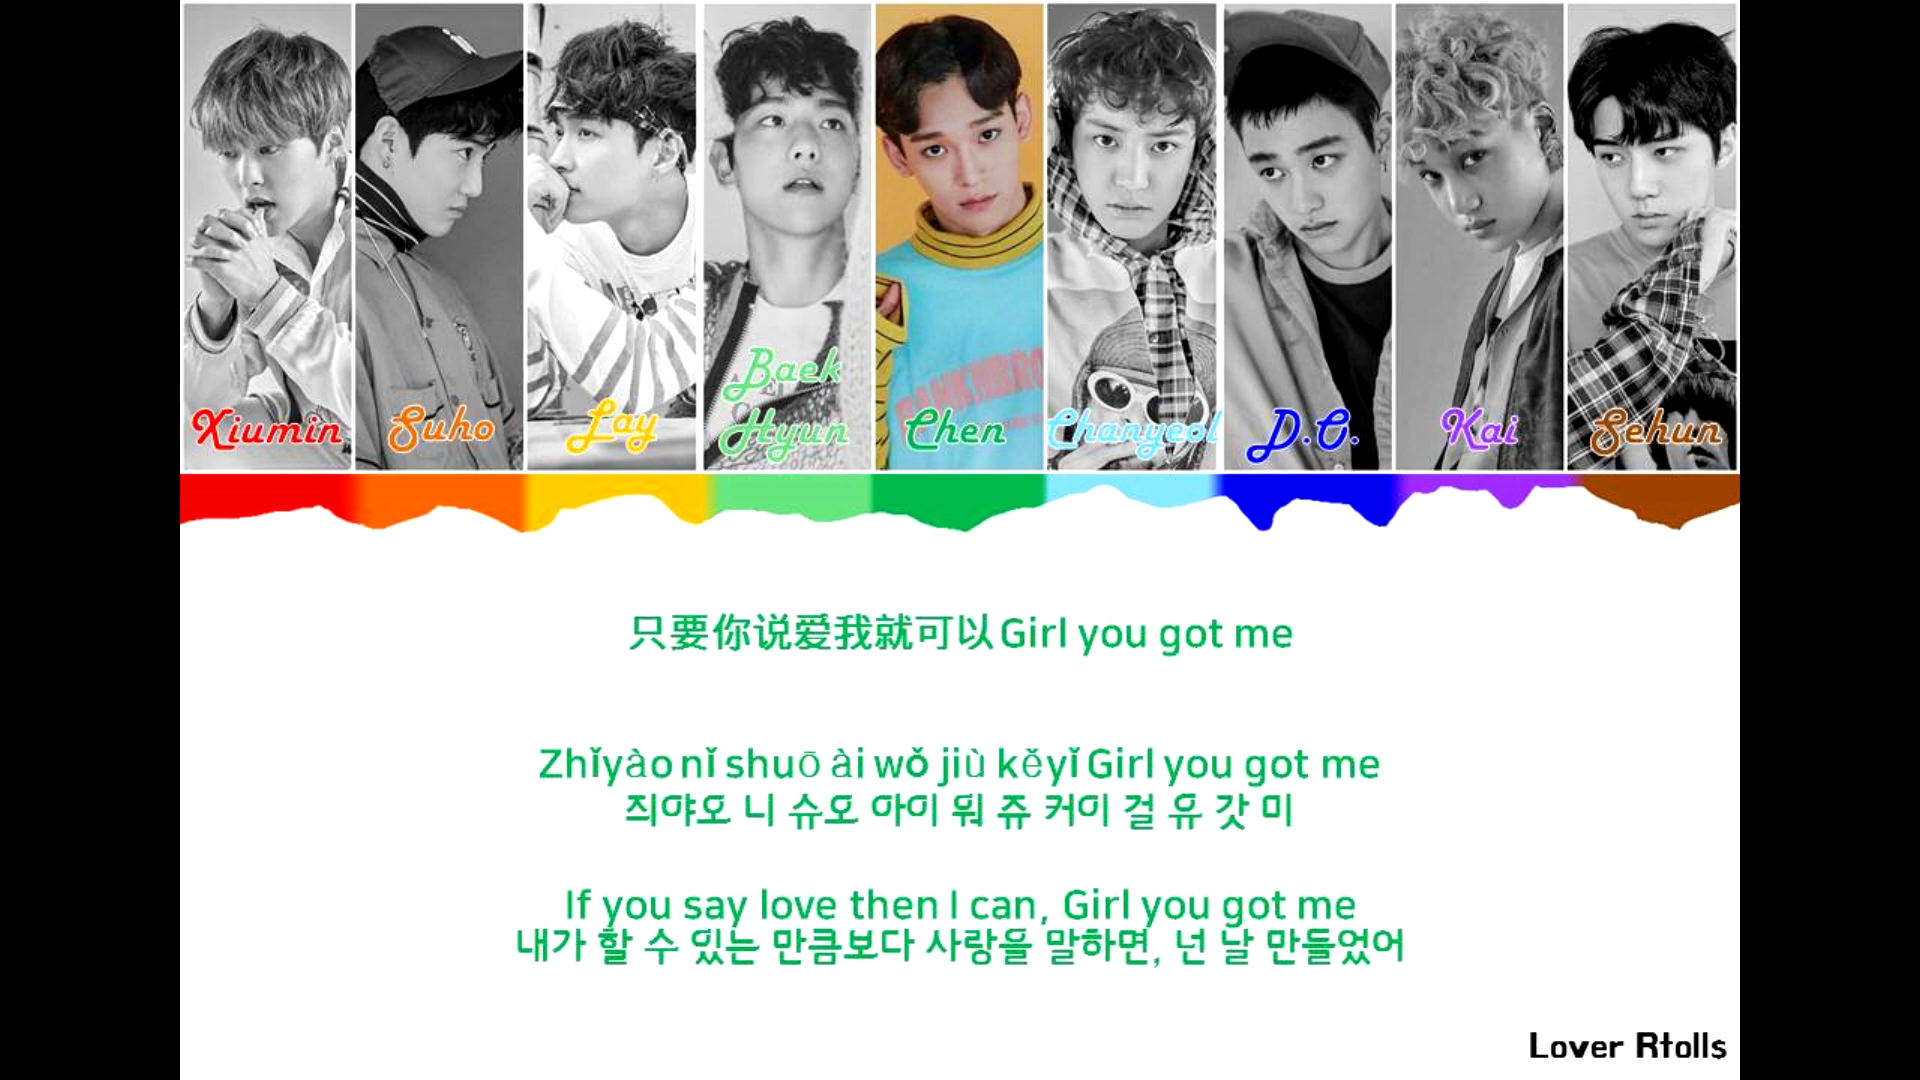 Xiumin
Suho
Lay
Baek
Hyun
Chen
Chanyeol
D.O.
Kai
Sehun
只要你说爱我就可以Girl you got me
Zhǐyào nǐ shuō ài wǒ jiù kěyǐ Girl you got me
즤야오 니 슈오 아이 워 쥬 커이 걸 유 갓 미
If you say love then I can, Girl you got me
내가 할 수 있는 만큼보다 사랑을 말하면, 넌 날 만들었어
Lover Rtolls